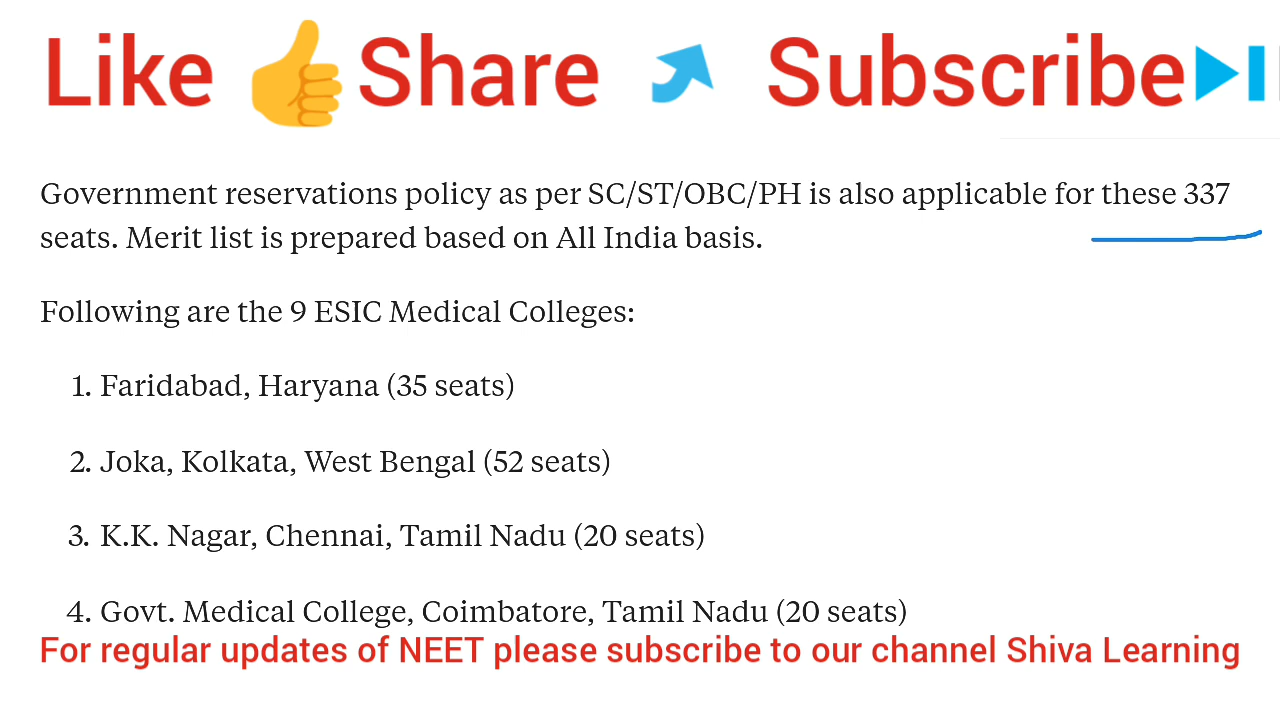 Like 👍 Share Subscribe
Government reservations policy as per SC/ST/OBC/PH is also applicable for these 337
seats. Merit list is prepared based on All India basis.
Following are the 9 ESIC Medical Colleges:
1. Faridabad, Haryana (35 seats)
2. Joka, Kolkata, West Bengal (52 seats)
3. K.K. Nagar, Chennai, Tamil Nadu (20 seats)
4. Govt. Medical College, Coimbatore, Tamil Nadu (20 seats)
For regular updates of NEET please subscribe to our channel Shiva Learning